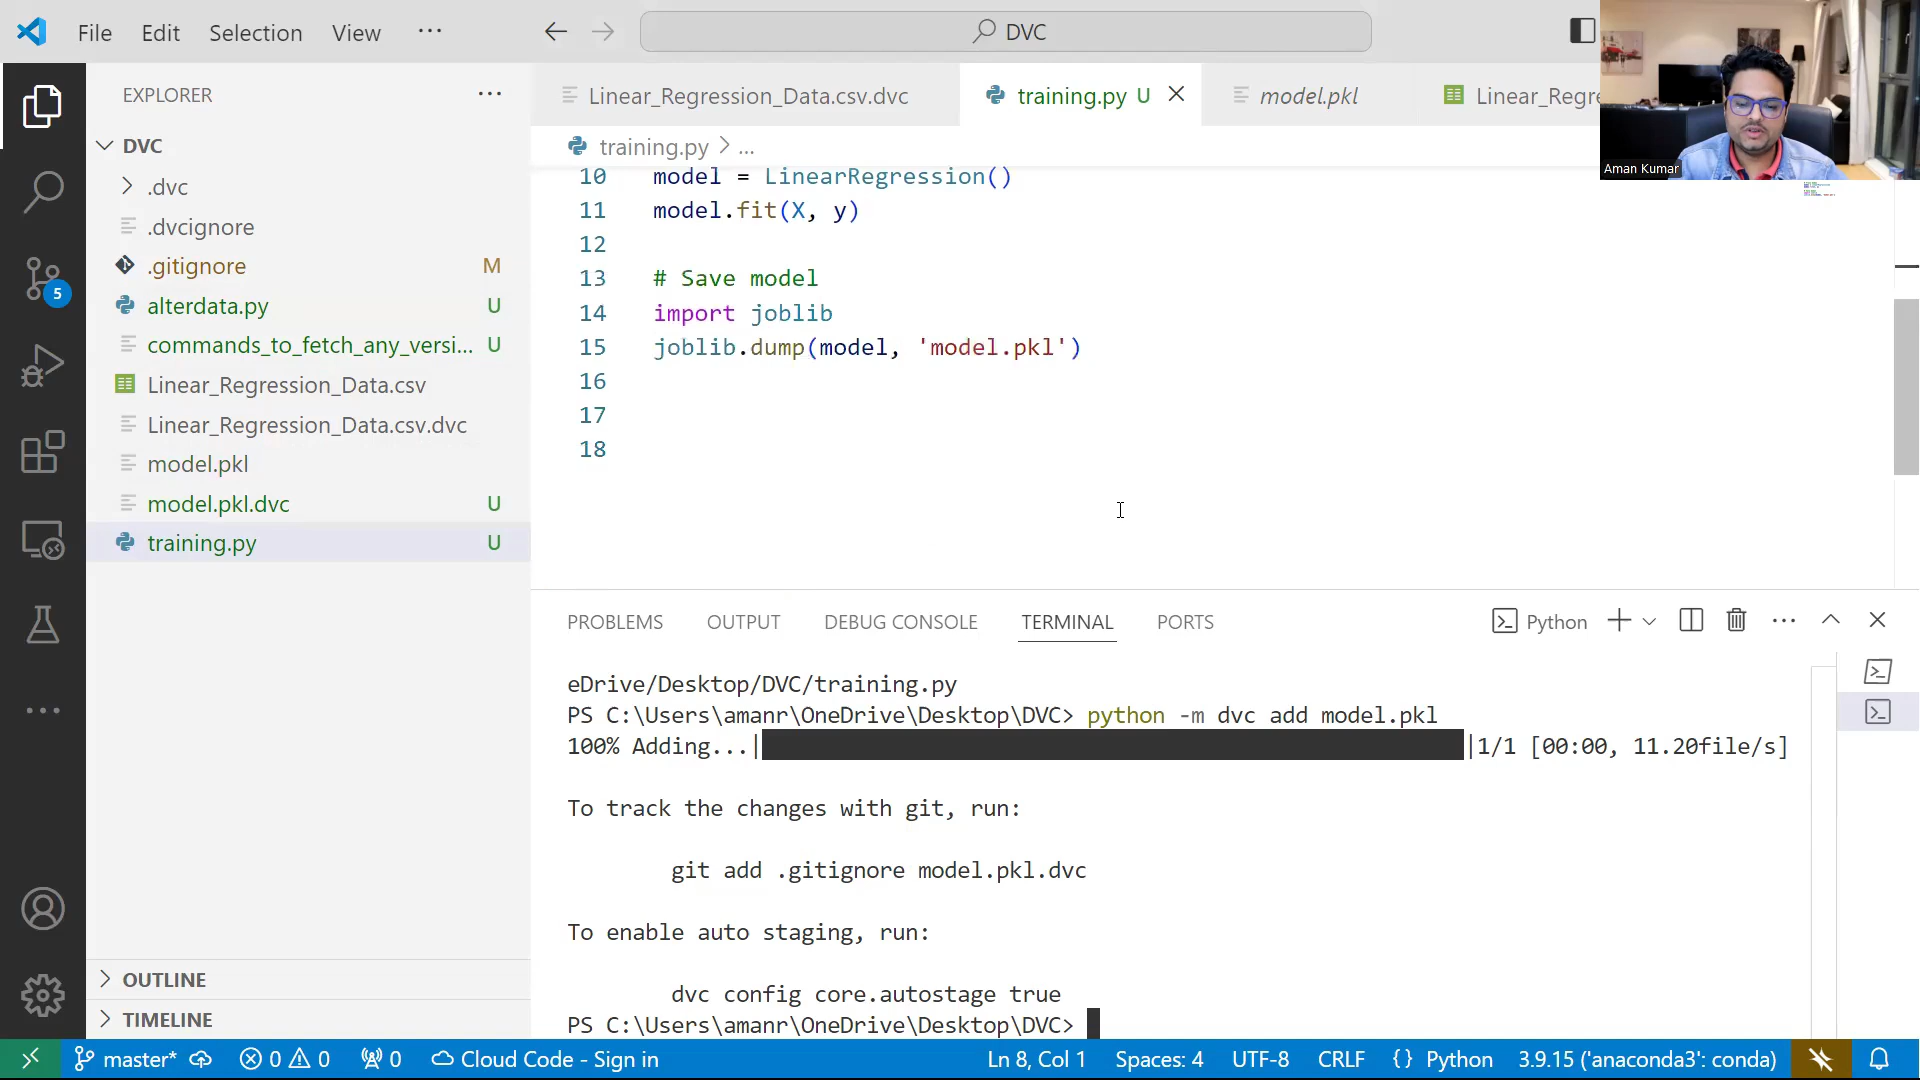 File Edit Selection View ···
DVC
Aman Kumar
EXPLORER ···
DVC
.dvc
.dvcignore
.gitignore M
alterdata.py U
commands_to_fetch_any_versi... U
Linear_Regression_Data.csv
Linear_Regression_Data.csv.dvc
model.pkl
model.pkl.dvc U
training.py U
OUTLINE
TIMELINE
5
Linear_Regression_Data.csv.dvc training.py U model.pkl Linear_Regre
training.py > ...
10 model = LinearRegression()
11 model.fit(X, y)
12
13 # Save model
14 import joblib
15 joblib.dump(model, 'model.pkl')
16
17
18
PROBLEMS OUTPUT DEBUG CONSOLE TERMINAL PORTS Python
eDrive/Desktop/DVC/training.py
PS C:\Users\amanr\OneDrive\Desktop\DVC> python -m dvc add model.pkl
100% Adding...| |1/1 [00:00, 11.20file/s]
To track the changes with git, run:
git add .gitignore model.pkl.dvc
To enable auto staging, run:
dvc config core.autostage true
PS C:\Users\amanr\OneDrive\Desktop\DVC>
master* 0 0 0 Cloud Code - Sign in Ln 8, Col 1 Spaces: 4 UTF-8 CRLF {} Python 3.9.15 ('anaconda3': conda)